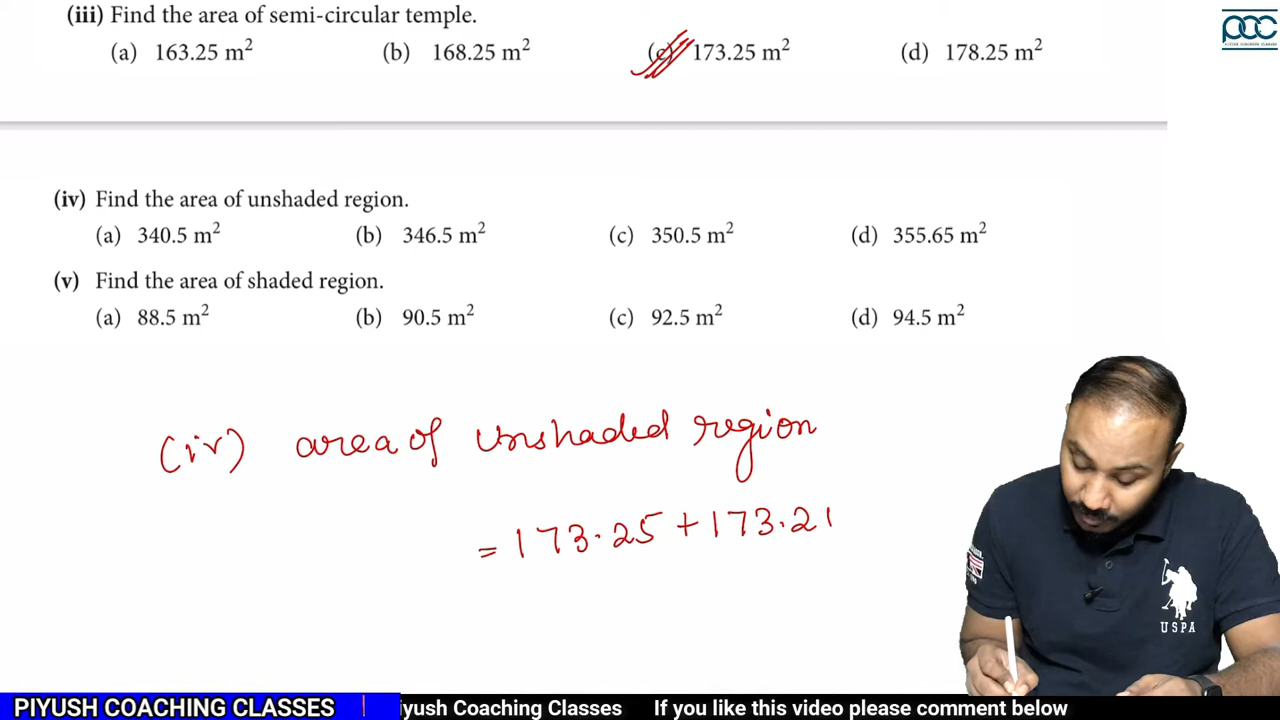 (iii) Find the area of semi-circular temple.
(a) 163.25 m² (b) 168.25 m² (c) 173.25 m² (d) 178.25 m²
pcc
(iv) Find the area of unshaded region.
(a) 340.5 m² (b) 346.5 m² (c) 350.5 m² (d) 355.65 m²
(v) Find the area of shaded region.
(a) 88.5 m² (b) 90.5 m² (c) 92.5 m² (d) 94.5 m²
(iv) area of unshaded region
= 173.25 + 173.21
USPA
PIYUSH COACHING CLASSES
iyush Coaching Classes If you like this video please comment below